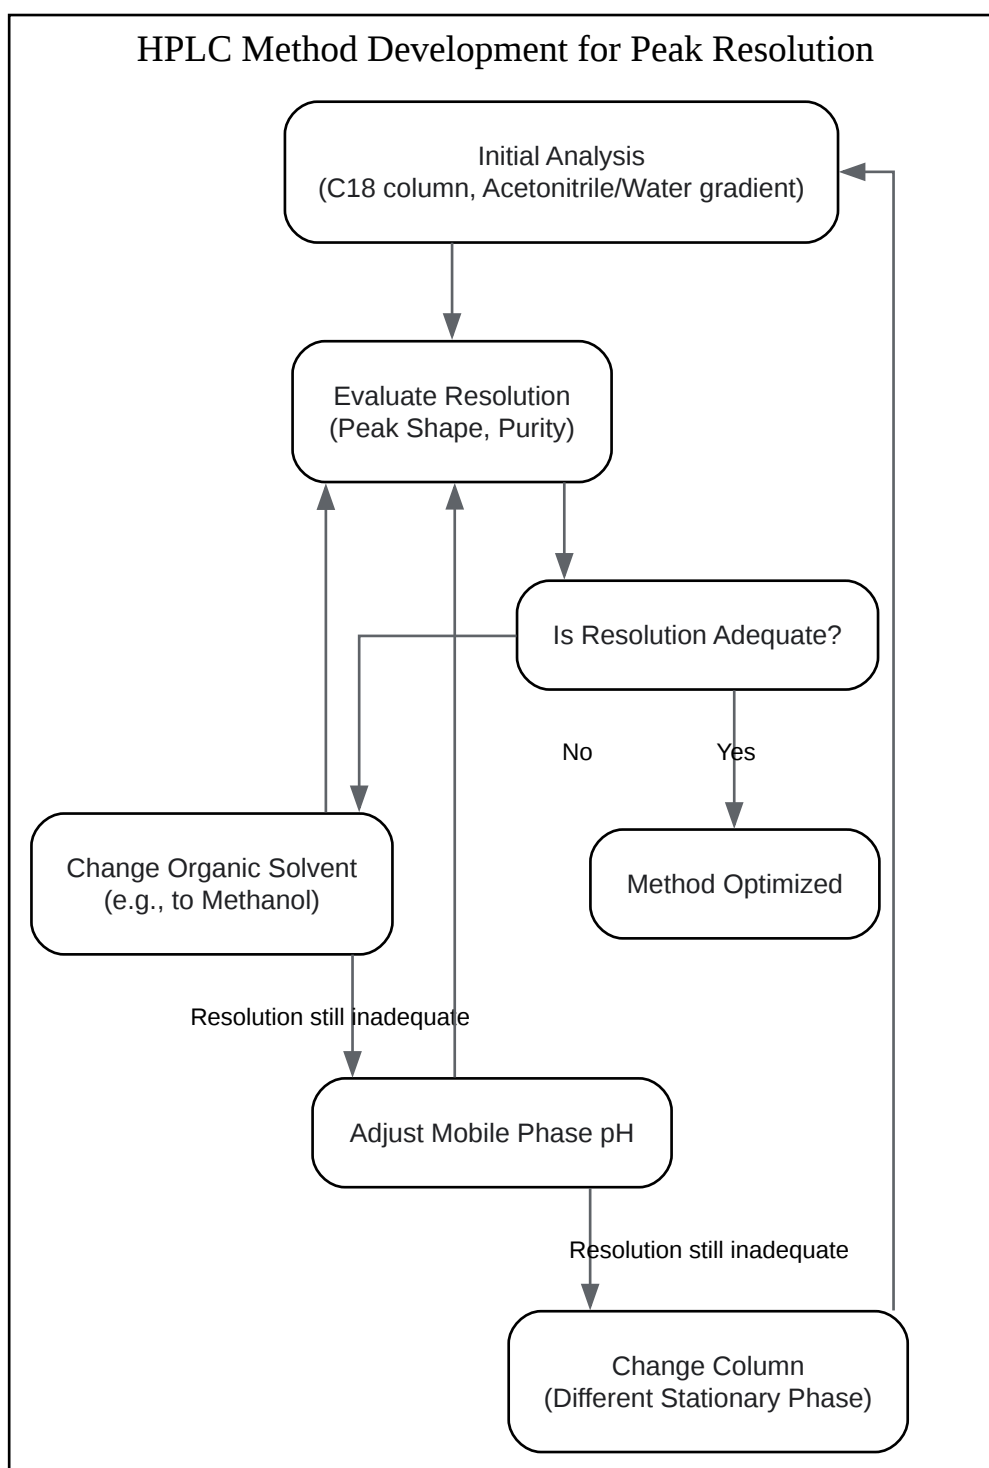 HPLC Method Development for Peak Resolution
Initial Analysis
(C18 column, Acetonitrile/Water gradient)
Evaluate Resolution
(Peak Shape, Purity)
Is Resolution Adequate?
No
Yes
Change Organic Solvent
(e.g., to Methanol)
Method Optimized
Resolution still inadequate
Adjust Mobile Phase pH
Resolution still inadequate
Change Column
(Different Stationary Phase)